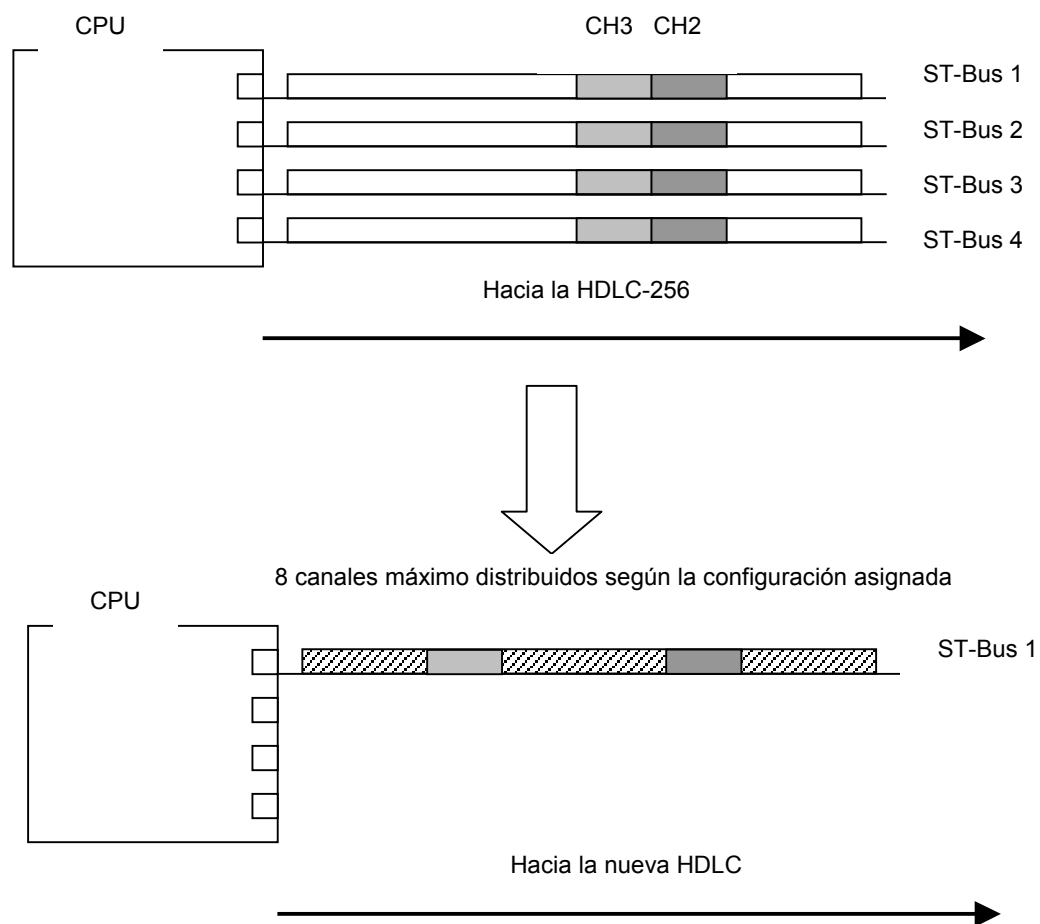 CPU
CH3 CH2
ST-Bus 1
ST-Bus 2
ST-Bus 3
ST-Bus 4
Hacia la HDLC-256
8 canales máximo distribuidos según la configuración asignada
CPU
ST-Bus 1
Hacia la nueva HDLC